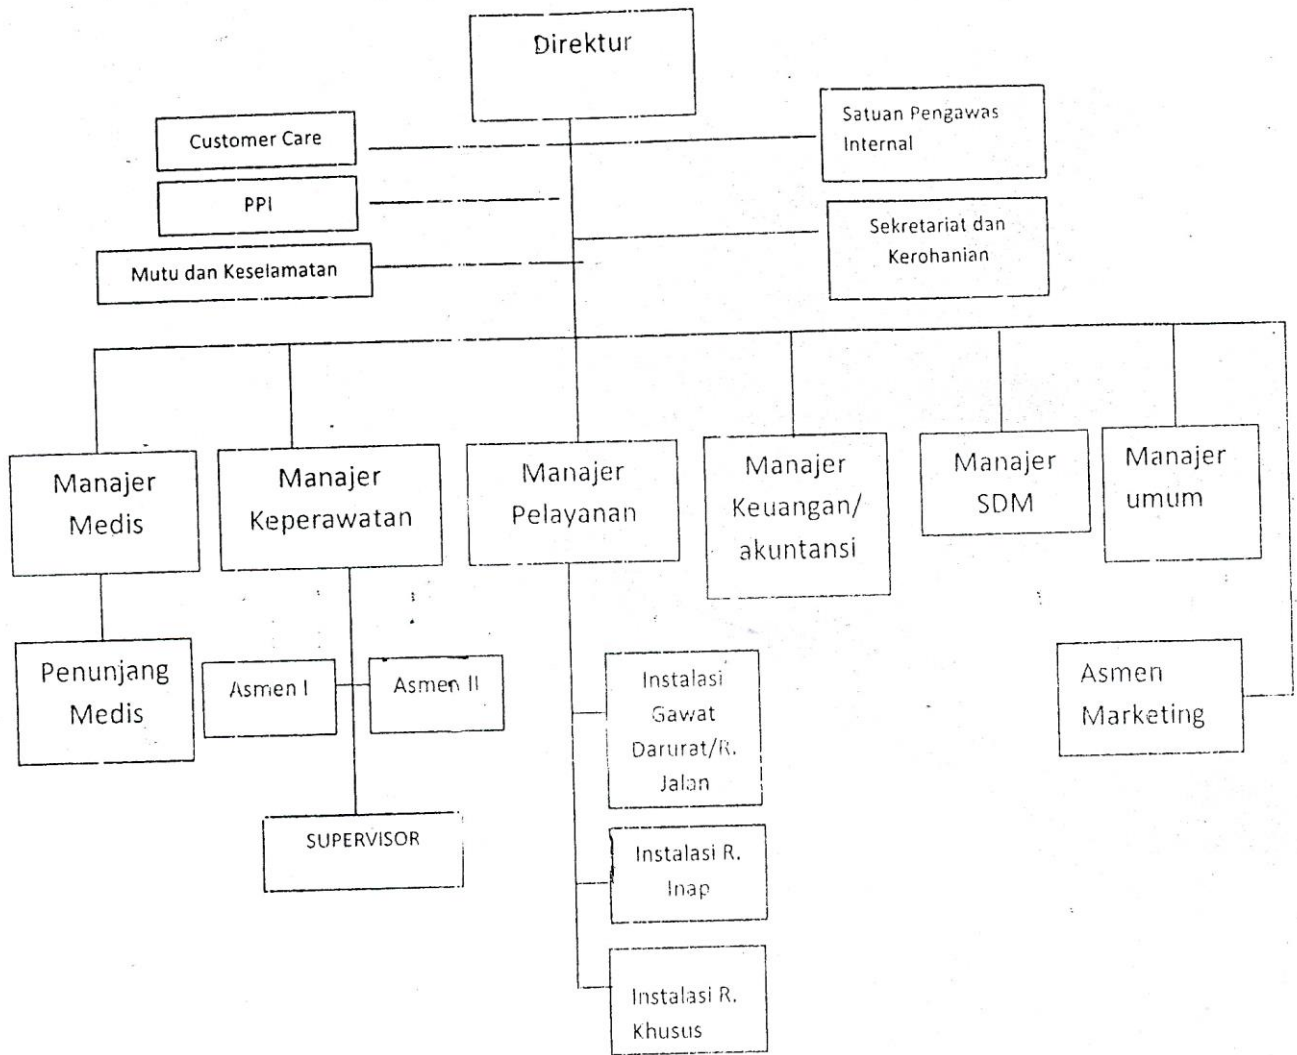 Direktur
Customer Care
Satuan Pengawas
Internal
PPI
Sekretariat dan
Kerohanian
Mutu dan Keselamatan
Manajer
Medis
Manajer
Keperawatan
Manajer
Pelayanan
Manajer
Keuangan/
akuntansi
Manajer
SDM
Manajer
umum
Penunjang
Medis
Asmen I
Asmen II
Instalasi
Gawat
Darurat/R.
Jalan
Asmen
Marketing
SUPERVISOR
Instalasi R.
Inap
Instalasi R.
Khusus